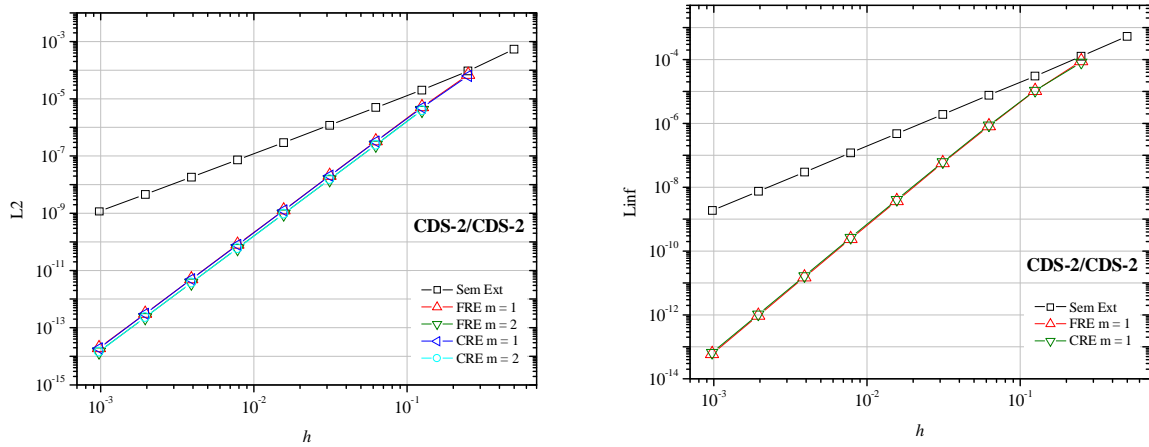 10⁻³
10⁻⁵
10⁻⁷
10⁻⁹
10⁻¹¹
10⁻¹³
10⁻¹⁵
L2
CDS-2/CDS-2
Sem Ext
FRE m = 1
FRE m = 2
CRE m = 1
CRE m = 2
10⁻³ 10⁻² 10⁻¹
h
10⁻⁴
10⁻⁶
10⁻⁸
10⁻¹⁰
10⁻¹²
10⁻¹⁴
Linf
CDS-2/CDS-2
Sem Ext
FRE m = 1
CRE m = 1
10⁻³ 10⁻² 10⁻¹
h